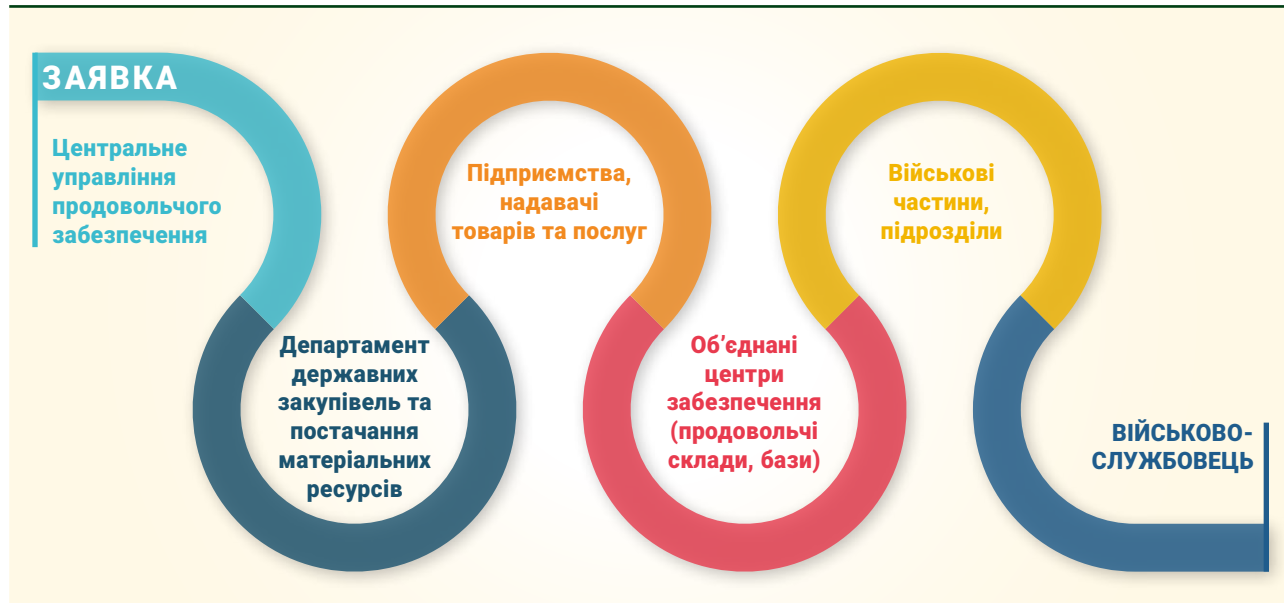 ЗАЯВКА
Центральне
управління
продовольчого
забезпечення
Департамент
державних
закупівель та
постачання
матеріальних
ресурсів
Підприємства,
надавачі
товарів та послуг
Об’єднані
центри
забезпечення
(продовольчі
склади, бази)
Військові
частини,
підрозділи
ВІЙСЬКОВО-
СЛУЖБОВЕЦЬ